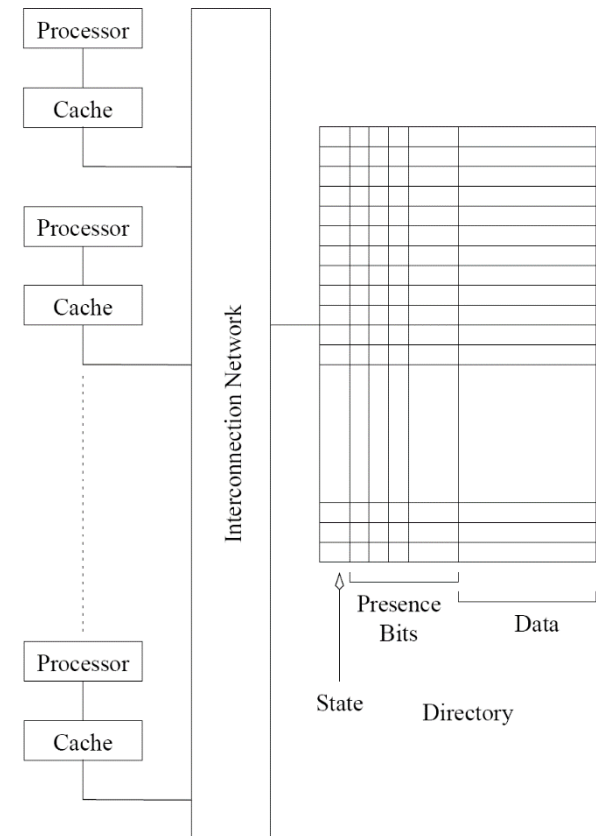 Processor
Cache
Processor
Cache
Processor
Cache
Interconnection Network
Presence
Bits
Data
State
Directory